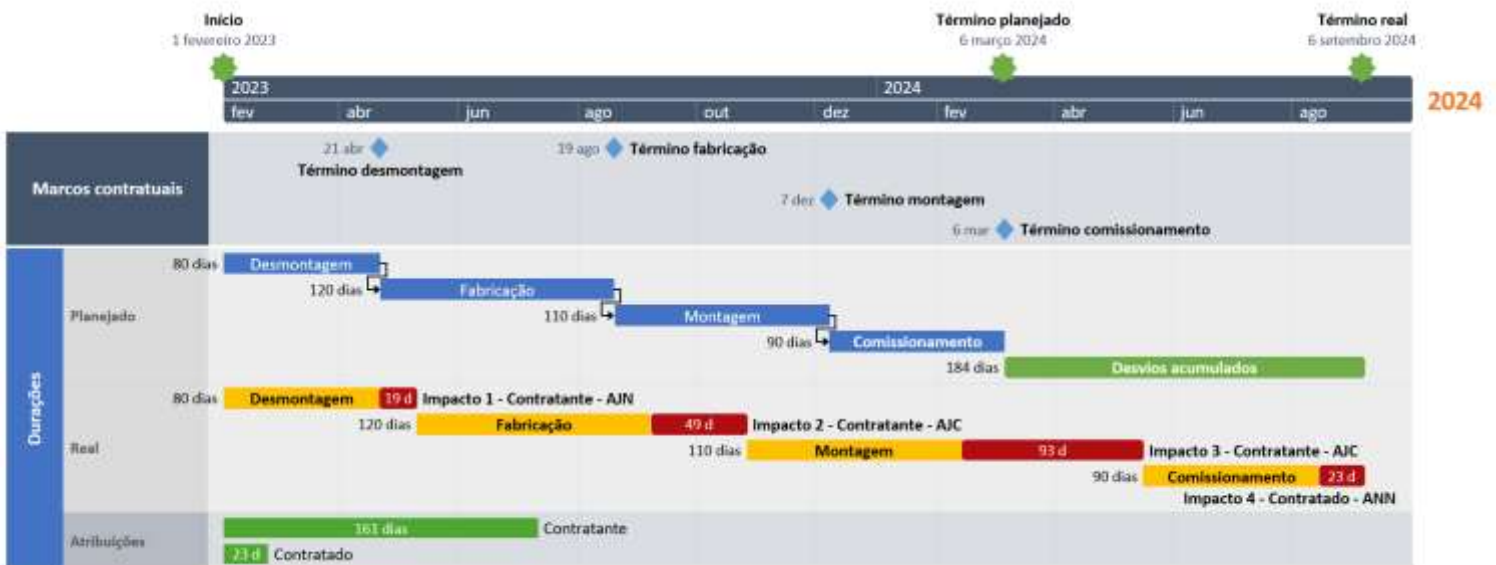 Início
1 fevereiro 2023
Término planejado
6 março 2024
Término real
6 setembro 2024
2023
2024
2024
fev
abr
jun
ago
out
dez
fev
abr
jun
ago
Marcos contratuais
21 abr
Término desmontagem
19 ago
Término fabricação
7 dez
Término montagem
6 mar
Término comissionamento
Durações
Planejado
80 dias
Desmontagem
120 dias
Fabricação
110 dias
Montagem
90 dias
Comissionamento
184 dias
Desvios acumulados
Real
80 dias
Desmontagem
19 d
Impacto 1 - Contratante - AJN
120 dias
Fabricação
49 d
Impacto 2 - Contratante - AJC
110 dias
Montagem
93 d
Impacto 3 - Contratante - AJC
90 dias
Comissionamento
23 d
Impacto 4 - Contratado - ANN
Atribuições
161 dias
Contratante
23 d
Contratado